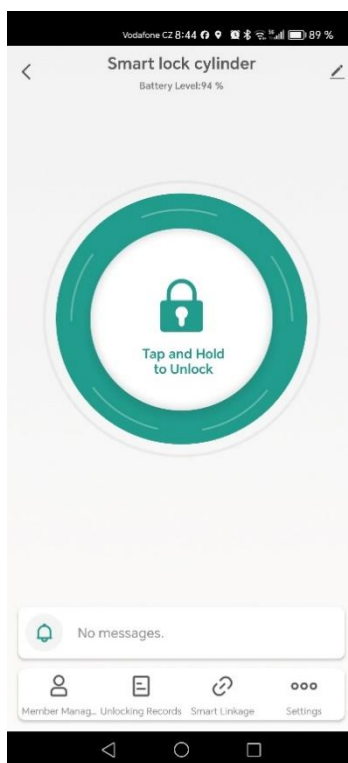 Vodafone CZ 8:44 89 %
Smart lock cylinder
Battery Level:94 %
Tap and Hold
to Unlock
No messages.
Member Manag... Unlocking Records Smart Linkage Settings